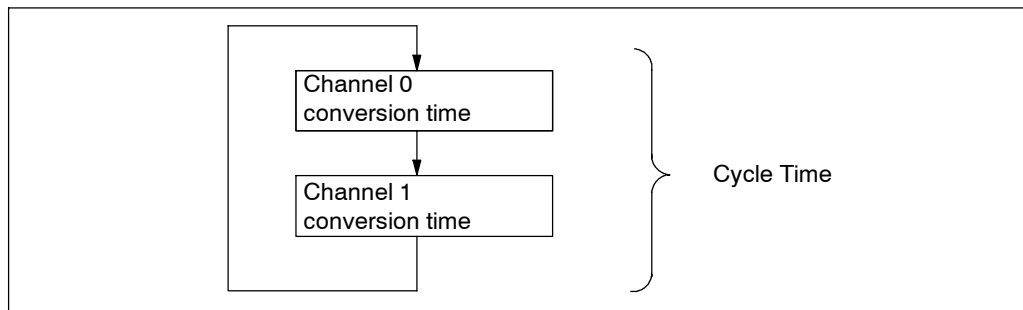 Channel 0
conversion time
Channel 1
conversion time
Cycle Time